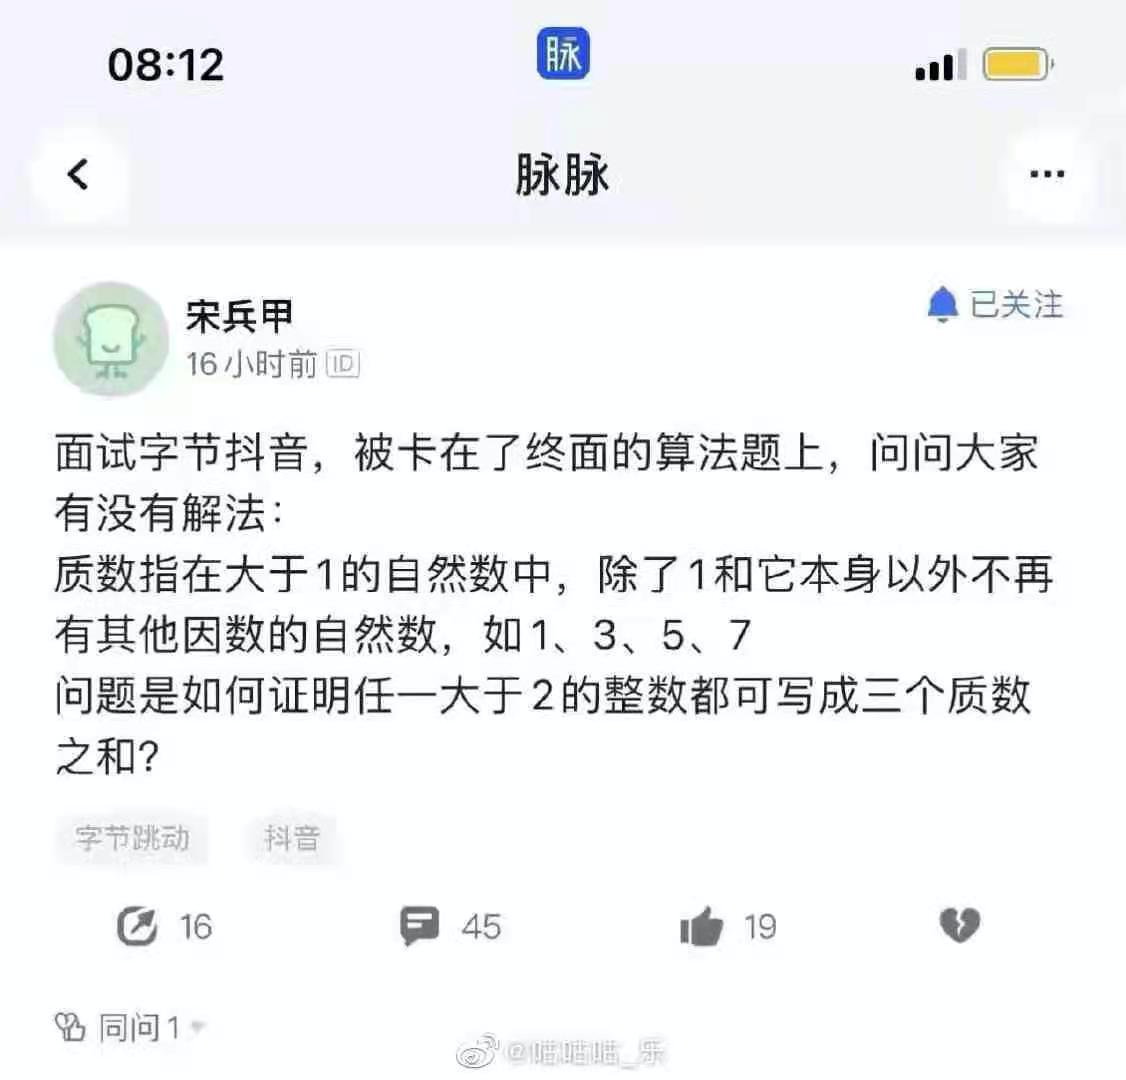 08:12
脉
脉脉
宋兵甲
已关注
16小时前 ID
面试字节抖音，被卡在了终面的算法题上，问问大家
有没有解法：
质数指在大于1的自然数中，除了1和它本身以外不再
有其他因数的自然数，如1、3、5、7
问题是如何证明任一大于2的整数都可写成三个质数
之和？
字节跳动 抖音
16 45 19
同问1
@喵喵喵_乐